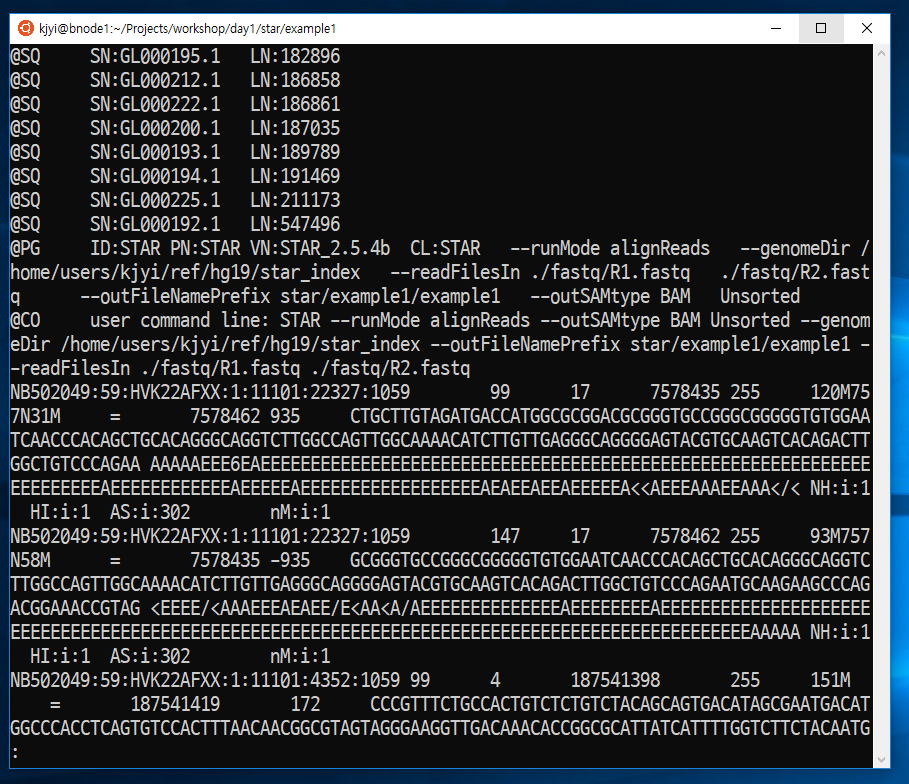 kjyi@bnode1:~/Projects/workshop/day1/star/example1
@SQ     SN:GL000195.1   LN:182896
@SQ     SN:GL000212.1   LN:186858
@SQ     SN:GL000222.1   LN:186861
@SQ     SN:GL000200.1   LN:187035
@SQ     SN:GL000193.1   LN:189789
@SQ     SN:GL000194.1   LN:191469
@SQ     SN:GL000225.1   LN:211173
@SQ     SN:GL000192.1   LN:547496
@PG     ID:STAR PN:STAR VN:STAR_2.5.4b  CL:STAR   --runMode alignReads   --genomeDir /
home/users/kjyi/ref/hg19/star_index   --readFilesIn ./fastq/R1.fastq   ./fastq/R2.fast
q      --outFileNamePrefix star/example1/example1   --outSAMtype BAM   Unsorted
@CO     user command line: STAR --runMode alignReads --outSAMtype BAM Unsorted --genom
eDir /home/users/kjyi/ref/hg19/star_index --outFileNamePrefix star/example1/example1 -
-readFilesIn ./fastq/R1.fastq ./fastq/R2.fastq
NB502049:59:HVK22AFXX:1:11101:22327:1059        99      17      7578435 255     120M75
7N31M     =       7578462 935     CTGCTTGTAGATGACCATGGCGCGGACGCGGGTGCCGGGCGGGGGTGTGGAA
TCAACCCACAGCTGCACAGGGCAGGTCTTGGCCAGTTGGCAAAACATCTTGTTGAGGGCAGGGGAGTACGTGCAAGTCACAGACTT
GGCTGTCCCAGAA AAAAAEEE6EAEEEEEEEEEEEEEEEEEEEEEEEEEEEEEEEEEEEEEEEEEEEEEEEEEEEEEEEEEEEEE
EEEEEEEEEAEEEEEEEEEEEEAEEEEEAEEEEEEEEEEEEEEEEEEAEAEEAEEAEEEEEA<<AEEEAAAEEAAA</< NH:i:1
  HI:i:1  AS:i:302        nM:i:1
NB502049:59:HVK22AFXX:1:11101:22327:1059        147     17      7578462 255     93M757
N58M      =       7578435 -935    GCGGGTGCCGGGCGGGGGTGTGGAATCAACCCACAGCTGCACAGGGCAGGTC
TTGGCCAGTTGGCAAAACATCTTGTTGAGGGCAGGGGAGTACGTGCAAGTCACAGACTTGGCTGTCCCAGAATGCAAGAAGCCCAG
ACGGAAACCGTAG <EEEE/<AAAEEEAEAEE/E<AA<A/AEEEEEEEEEEEEEEAEEEEEEEEAEEEEEEEEEEEEEEEEEEEEE
EEEEEEEEEEEEEEEEEEEEEEEEEEEEEEEEEEEEEEEEEEEEEEEEEEEEEEEEEEEEEEEEEEEEEEEEEEAAAAA NH:i:1
  HI:i:1  AS:i:302        nM:i:1
NB502049:59:HVK22AFXX:1:11101:4352:1059 99      4       187541398       255     151M
    =       187541419       172     CCCGTTTCTGCCACTGTCTCTGTCTACAGCAGTGACATAGCGAATGACAT
GGCCCACCTCAGTGTCCACTTTAACAACGGCGTAGTAGGGAAGGTTGACAAACACCGGCGCATTATCATTTTGGTCTTCTACAATG
: